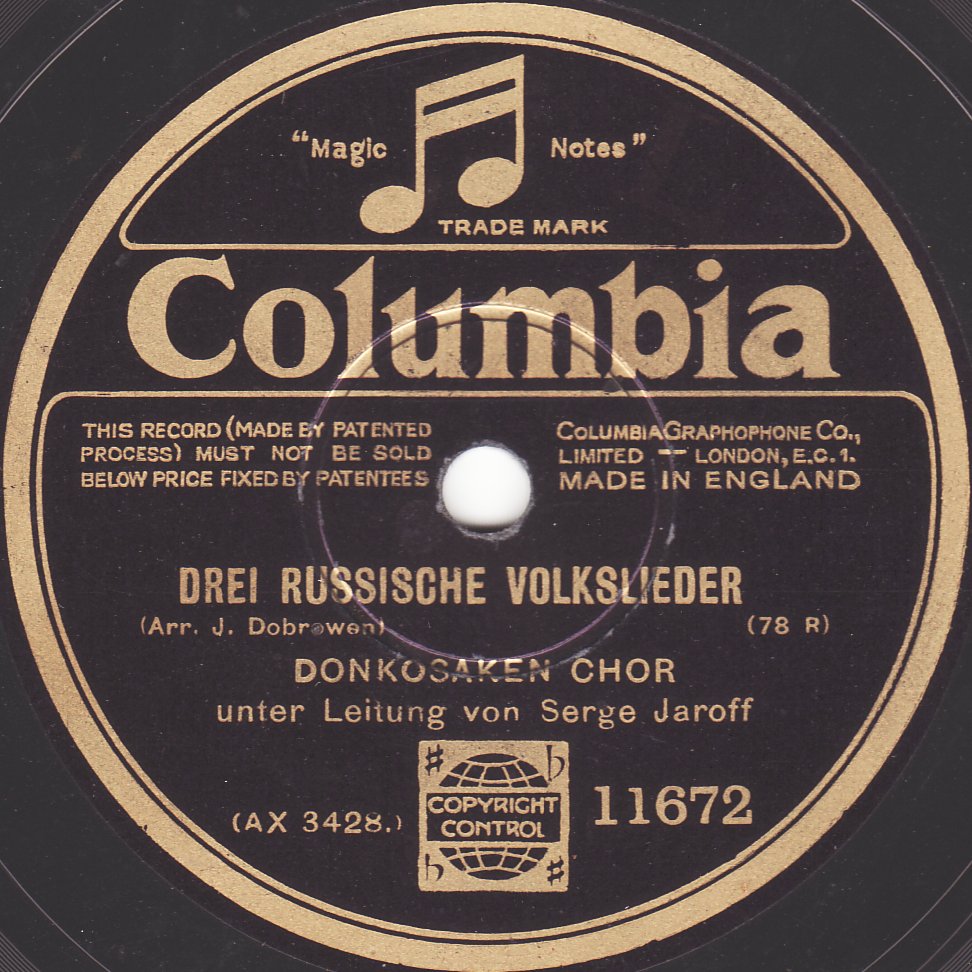 "Magic Notes"
TRADE MARK
Columbia
THIS RECORD (MADE BY PATENTED
PROCESS) MUST NOT BE SOLD
BELOW PRICE FIXED BY PATENTEES
COLUMBIA GRAPHOPHONE CO.,
LIMITED — LONDON, E.C.1.
MADE IN ENGLAND
DREI RUSSISCHE VOLKSLIEDER
(Arr. J. Dobrowen) (78 R)
DONKOSAKEN CHOR
unter Leitung von Serge Jaroff
(AX 3428.)
COPYRIGHT
CONTROL
11672